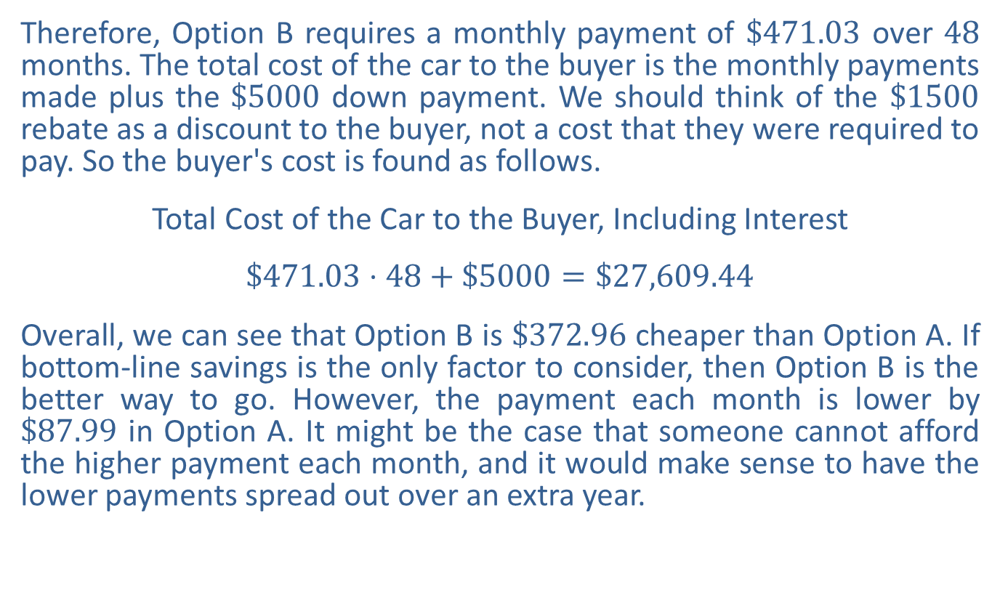 Therefore, Option B requires a monthly payment of $471.03 over 48
months. The total cost of the car to the buyer is the monthly payments
made plus the $5000 down payment. We should think of the $1500
rebate as a discount to the buyer, not a cost that they were required to
pay. So the buyer's cost is found as follows.
Total Cost of the Car to the Buyer, Including Interest
$471.03 · 48 + $5000 = $27,609.44
Overall, we can see that Option B is $372.96 cheaper than Option A. If
bottom-line savings is the only factor to consider, then Option B is the
better way to go. However, the payment each month is lower by
$87.99 in Option A. It might be the case that someone cannot afford
the higher payment each month, and it would make sense to have the
lower payments spread out over an extra year.